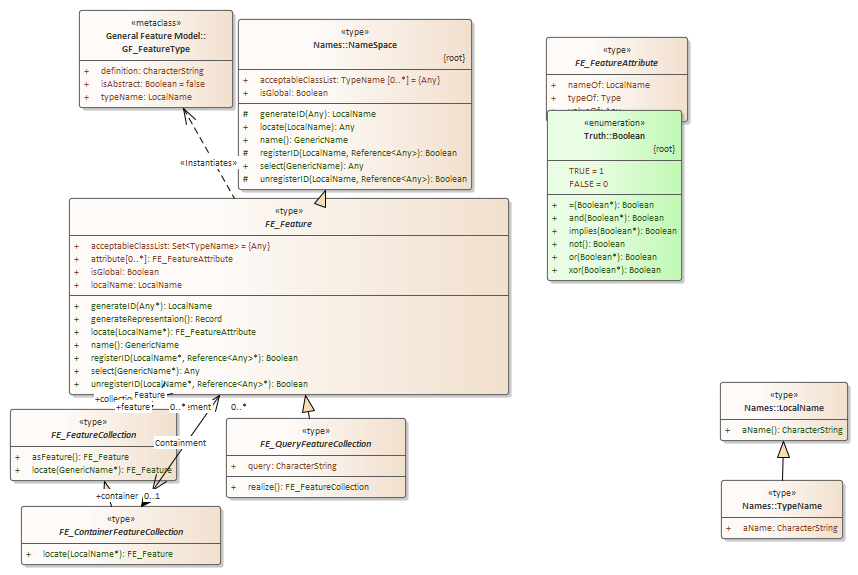 «metaclass»
General Feature Model::
GF_FeatureType
+ definition: CharacterString
+ isAbstract: Boolean = false
+ typeName: LocalName
«type»
Names::NameSpace
{root}
+ acceptableClassList: TypeName [0..*] = {Any}
+ isGlobal: Boolean
# generateID(Any): LocalName
+ locate(LocalName): Any
+ name(): GenericName
# registerID(LocalName, Reference<Any>): Boolean
+ select(GenericName): Any
# unregisterID(LocalName, Reference<Any>): Boolean
«type»
FE_FeatureAttribute
+ nameOf: LocalName
+ typeOf: Type
«enumeration»
Truth::Boolean
{root}
TRUE = 1
FALSE = 0
+ =(Boolean*): Boolean
+ and(Boolean*): Boolean
+ implies(Boolean*): Boolean
+ not(): Boolean
+ or(Boolean*): Boolean
+ xor(Boolean*): Boolean
«Instantiates»
«type»
FE_Feature
+ acceptableClassList: Set<TypeName> = {Any}
+ attribute[0..*]: FE_FeatureAttribute
+ isGlobal: Boolean
+ localName: LocalName
+ generateID(Any*): LocalName
+ generateRepresentaion(): Record
+ locate(LocalName*): FE_FeatureAttribute
+ name(): GenericName
+ registerID(LocalName*, Reference<Any>*): Boolean
+ select(GenericName*): Any
+ unregisterID(LocalName*, Reference<Any>*): Boolean
Feature
+feature 0..* ement 0..*
«type»
FE_FeatureCollection
+ asFeature(): FE_Feature
+ locate(GenericName*): FE_Feature
Containment
+container 0..1
«type»
FE_ContainerFeatureCollection
+ locate(LocalName*): FE_Feature
«type»
FE_QueryFeatureCollection
+ query: CharacterString
+ realize(): FE_FeatureCollection
«type»
Names::LocalName
+ aName(): CharacterString
«type»
Names::TypeName
+ aName: CharacterString